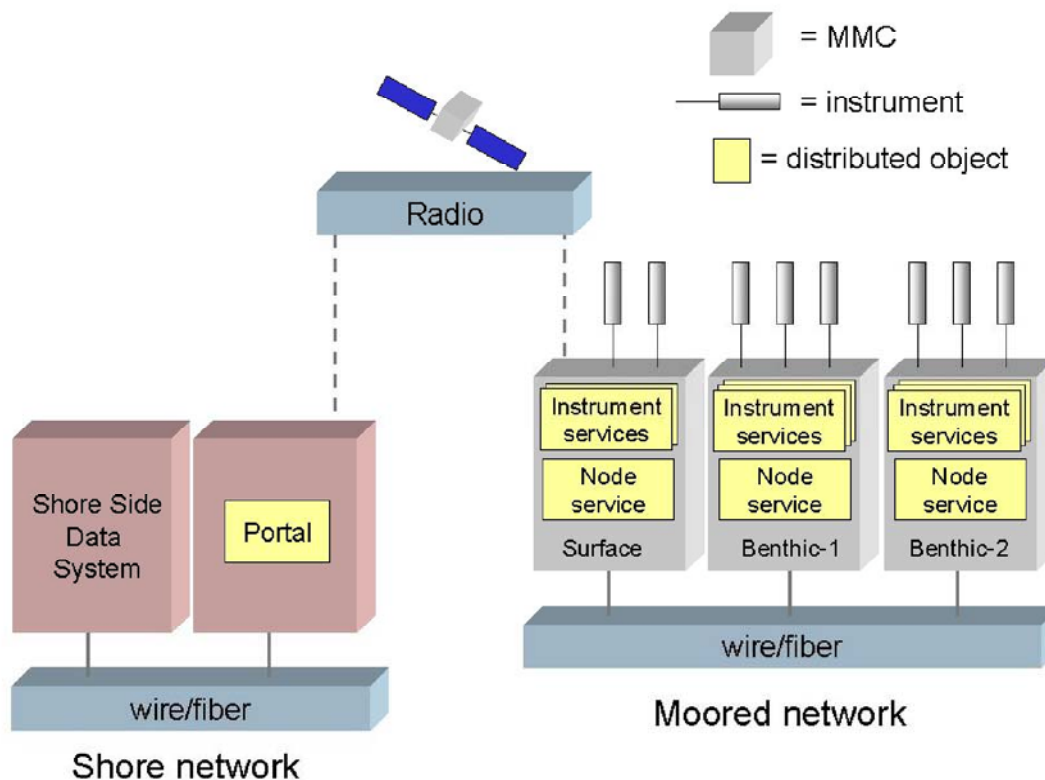 = MMC
= instrument
= distributed object
Radio
Instrument
services
Node
service
Surface
Instrument
services
Node
service
Benthic-1
Instrument
services
Node
service
Benthic-2
wire/fiber
Moored network
Shore Side
Data
System
Portal
wire/fiber
Shore network